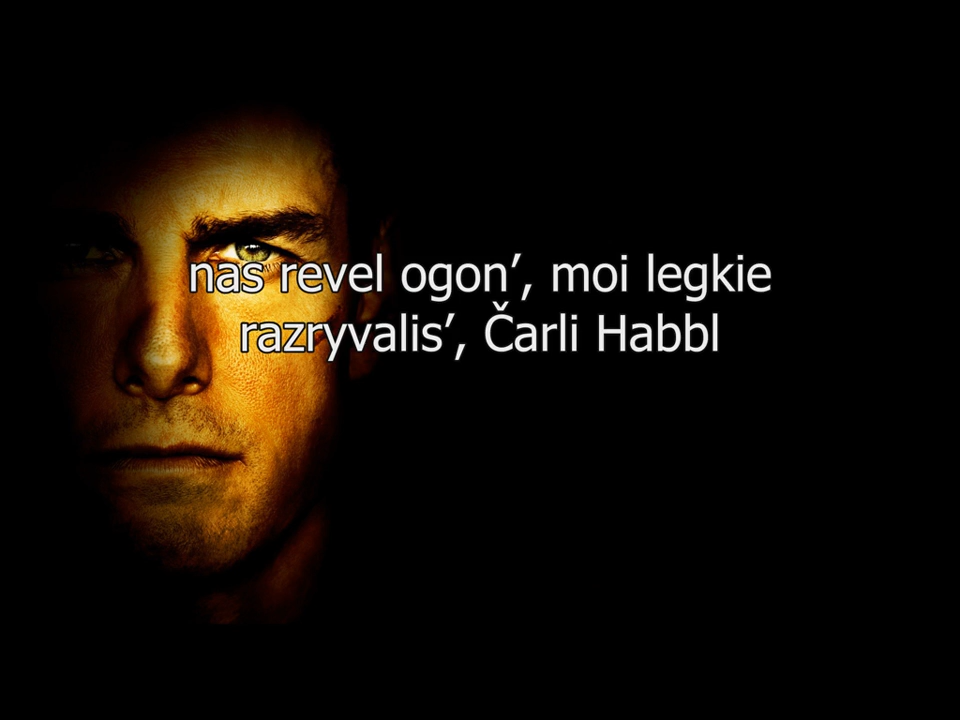 nas revel ogon’, moi legkie
razryvalis’, Čarli Habbl